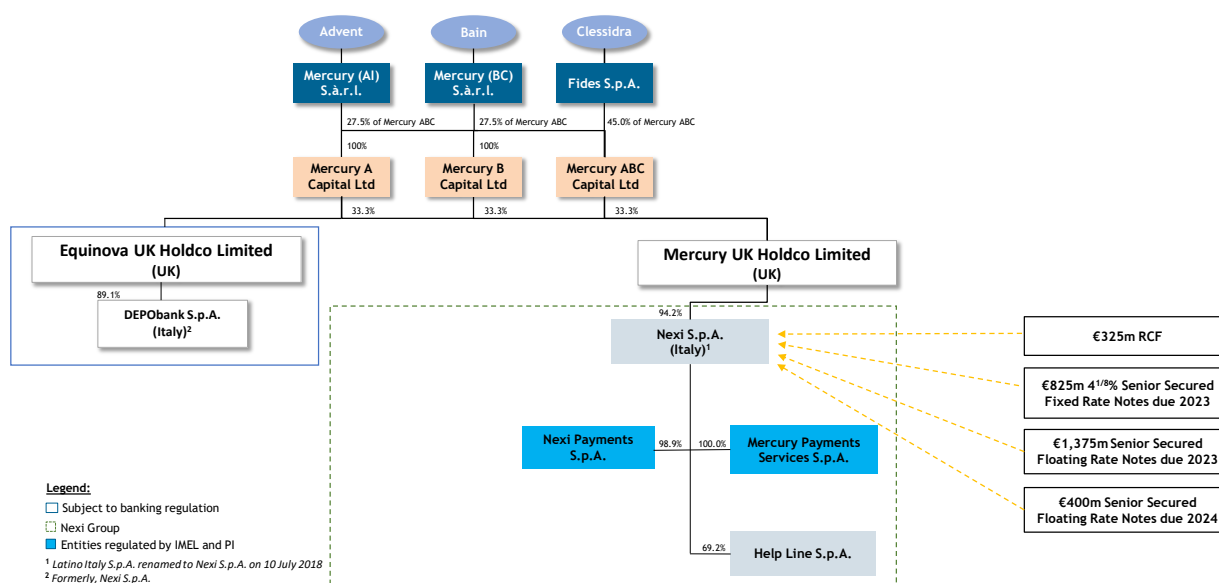 Advent
Bain
Clessidra
Mercury (AI)
S.à.r.l.
Mercury (BC)
S.à.r.l.
Fides S.p.A.
27.5% of Mercury ABC
27.5% of Mercury ABC
45.0% of Mercury ABC
100%
100%
Mercury A
Capital Ltd
Mercury B
Capital Ltd
Mercury ABC
Capital Ltd
33.3%
33.3%
33.3%
Equinova UK Holdco Limited
(UK)
Mercury UK Holdco Limited
(UK)
89.1%
DEPObank S.p.A.
(Italy)²
94.2%
Nexi S.p.A.
(Italy)¹
€325m RCF
€825m 4¹/⁸% Senior Secured
Fixed Rate Notes due 2023
€1,375m Senior Secured
Floating Rate Notes due 2023
€400m Senior Secured
Floating Rate Notes due 2024
Nexi Payments
S.p.A.
98.9%
100.0%
Mercury Payments
Services S.p.A.
69.2%
Help Line S.p.A.
Legend:
Subject to banking regulation
Nexi Group
Entities regulated by IMEL and PI
¹ Latino Italy S.p.A. renamed to Nexi S.p.A. on 10 July 2018
² Formerly, Nexi S.p.A.